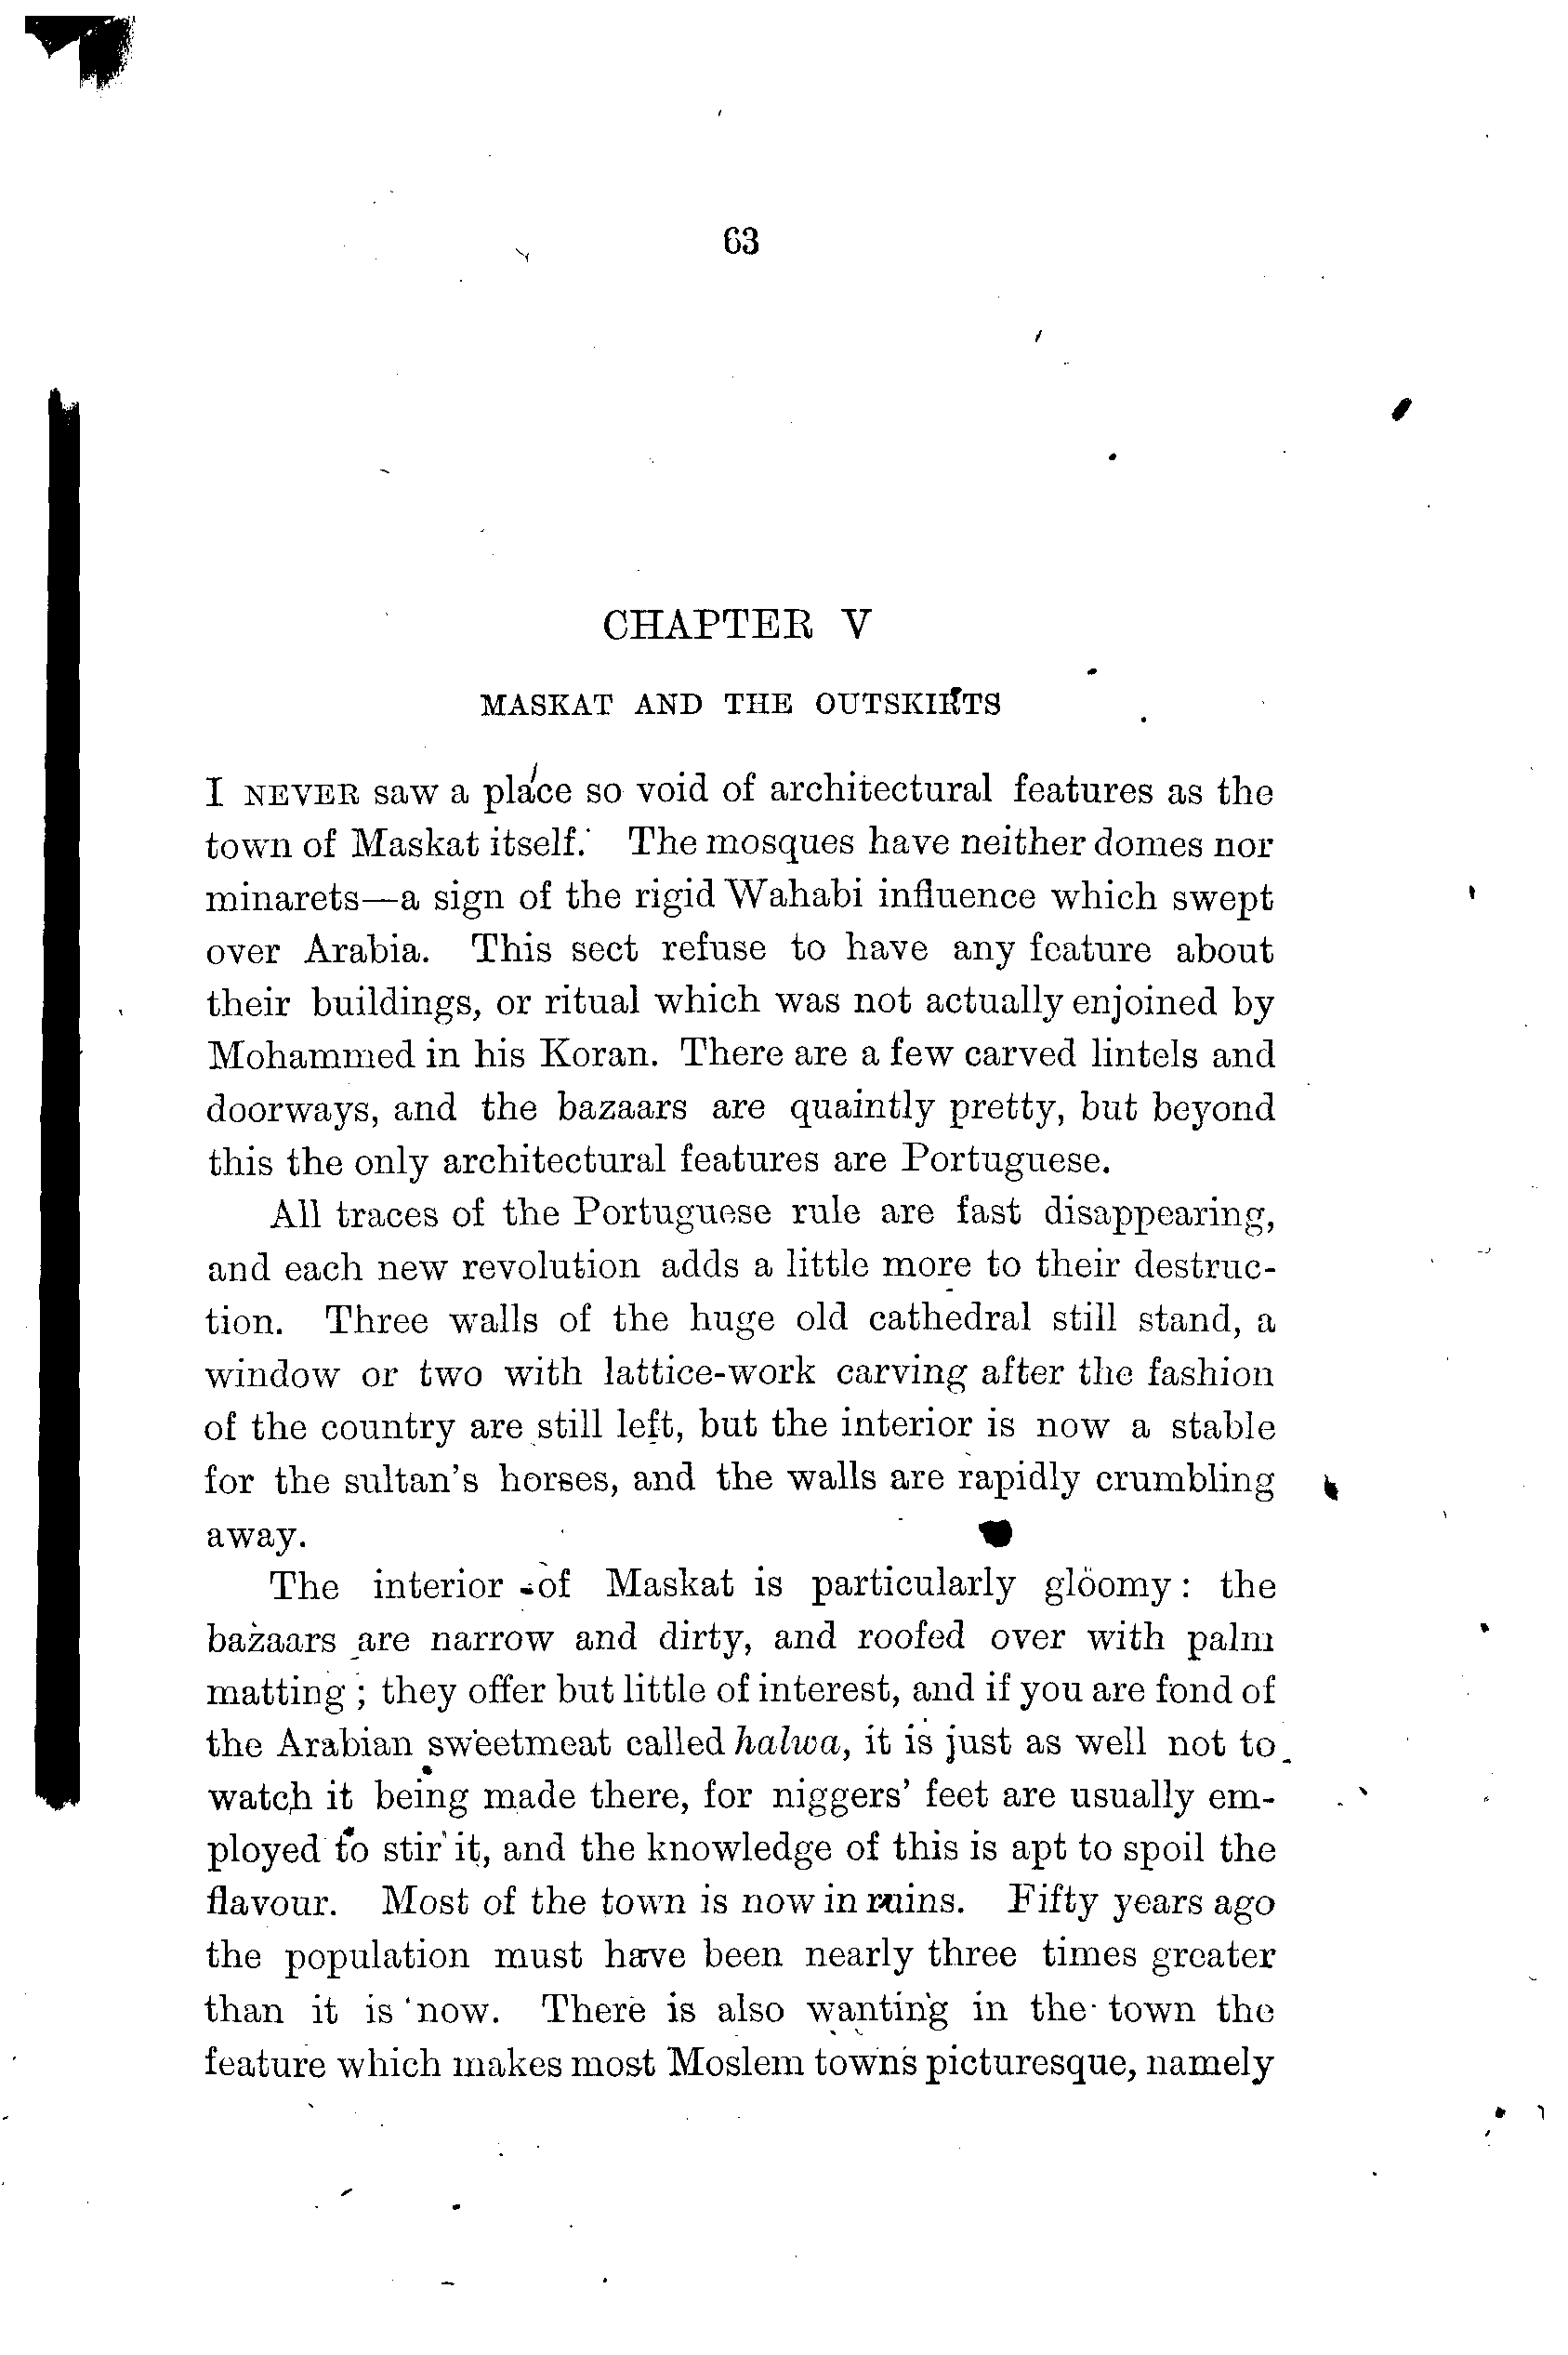 63
CHAPTER V
MASKAT AND THE OUTSKIRTS
I NEVER saw a place so void of architectural features as the
town of Maskat itself. The mosques have neither domes nor
minarets—a sign of the rigid Wahabi influence which swept
over Arabia. This sect refuse to have any feature about
their buildings, or ritual which was not actually enjoined by
Mohammed in his Koran. There are a few carved lintels and
doorways, and the bazaars are quaintly pretty, but beyond
this the only architectural features are Portuguese.
All traces of the Portuguese rule are fast disappearing,
and each new revolution adds a little more to their destruc-
tion. Three walls of the huge old cathedral still stand, a
window or two with lattice-work carving after the fashion
of the country are still left, but the interior is now a stable
for the sultan's horses, and the walls are rapidly crumbling
away.
The interior of Maskat is particularly gloomy: the
bazaars are narrow and dirty, and roofed over with palm
matting; they offer but little of interest, and if you are fond of
the Arabian sweetmeat called halwa, it is just as well not to
watch it being made there, for niggers' feet are usually em-
ployed to stir it, and the knowledge of this is apt to spoil the
flavour. Most of the town is now in ruins. Fifty years ago
the population must have been nearly three times greater
than it is now. There is also wanting in the town the
feature which makes most Moslem towns picturesque, namely